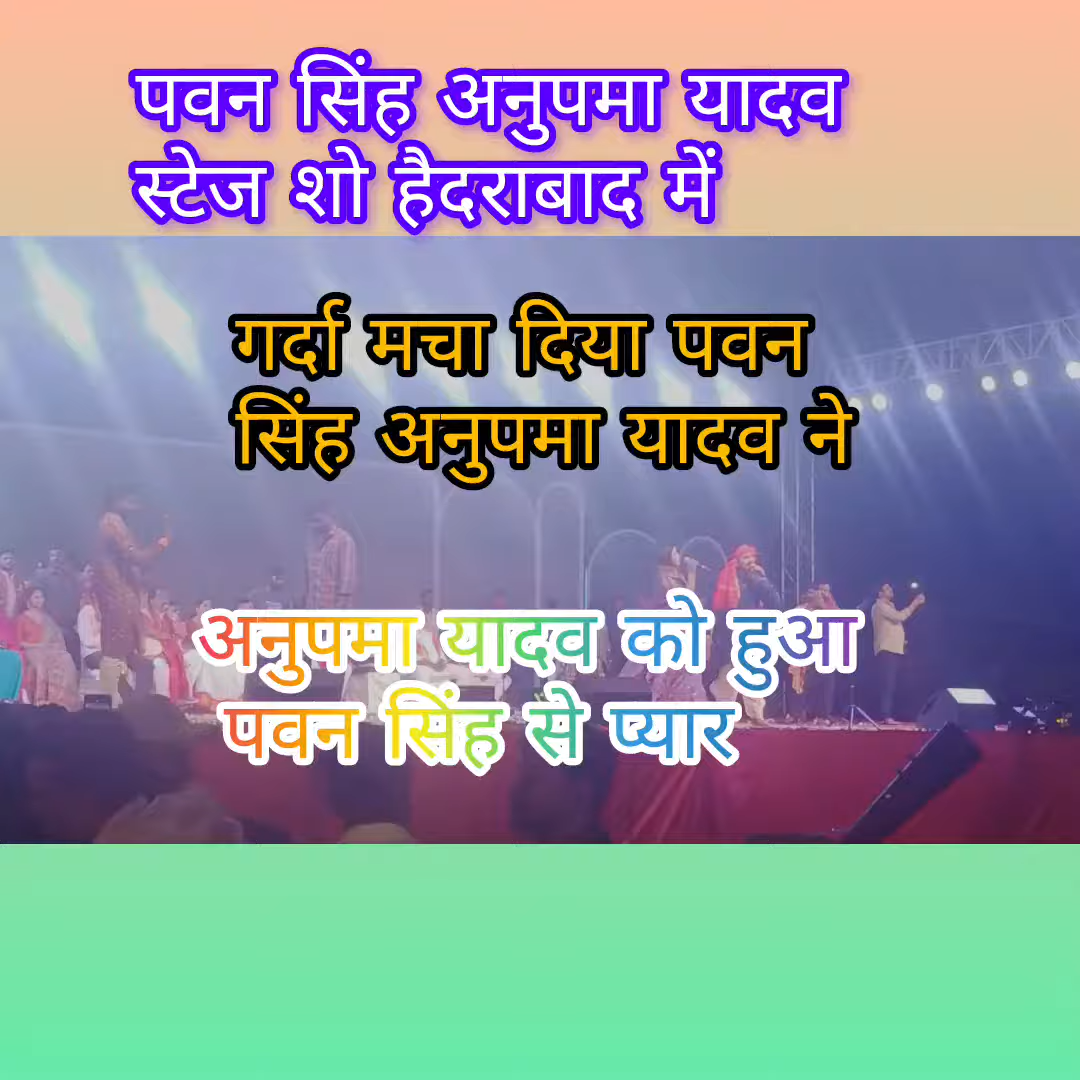 पवन सिंह अनुपमा यादव
स्टेज शो हैदराबाद में
गर्दा मचा दिया पवन
सिंह अनुपमा यादव ने
अनुपमा यादव को हुआ
पवन सिंह से प्यार